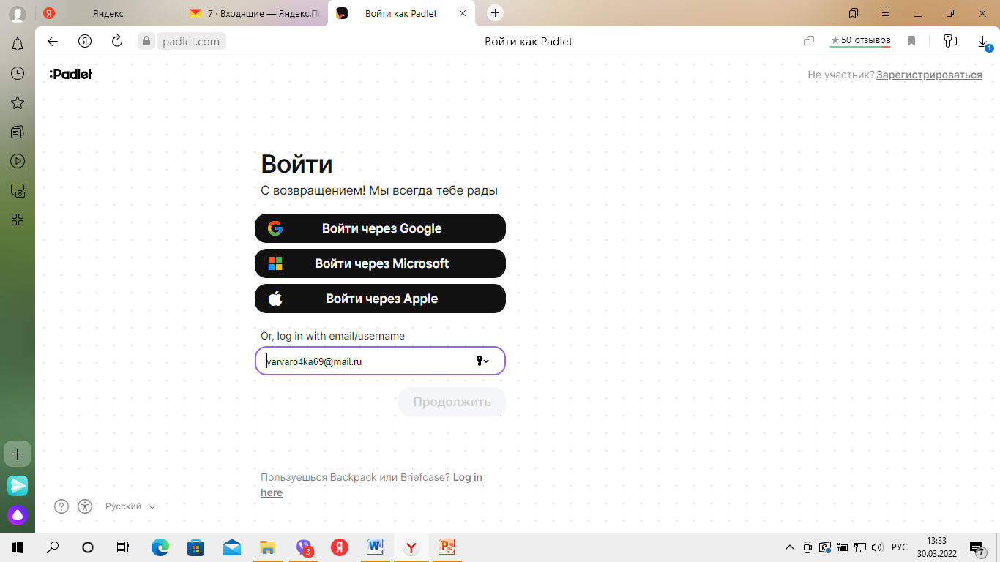 Яндекс
7 · Входящие — Яндекс.По
Войти как Padlet
padlet.com
Войти как Padlet
50 отзывов
1
:Padlet
Не участник? Зарегистрироваться
Войти
С возвращением! Мы всегда тебе рады
Войти через Google
Войти через Microsoft
Войти через Apple
Or, log in with email/username
varvaro4ka69@mail.ru
Продолжить
Пользуешься Backpack или Briefcase? Log in
here
Ру́сский
3
РУС
13:33
30.03.2022
7